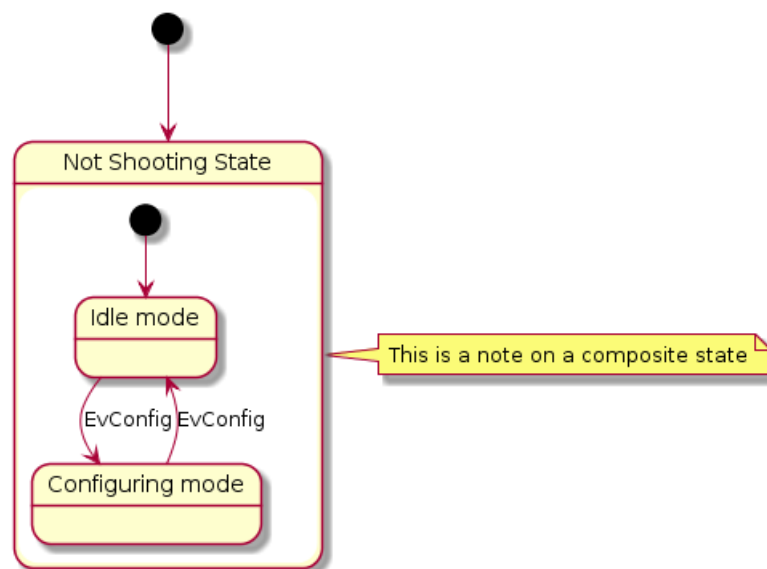 Not Shooting State
Idle mode
This is a note on a composite state
EvConfig EvConfig
Configuring mode